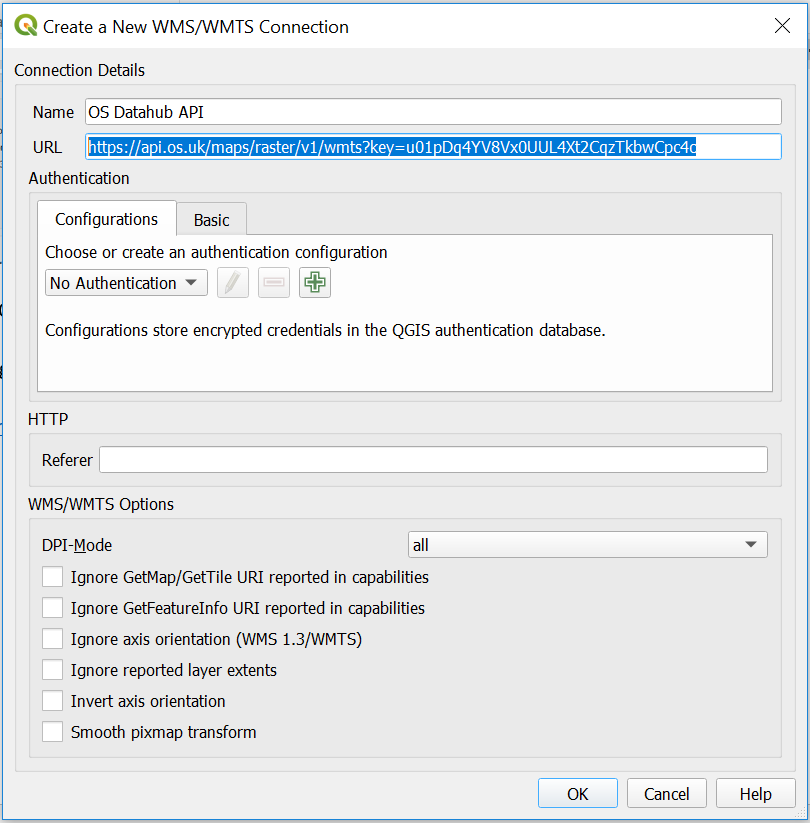 Create a New WMS/WMTS Connection
Connection Details
Name OS Datahub API
URL https://api.os.uk/maps/raster/v1/wmts?key=u01pDq4YV8Vx0UUL4Xt2CqzTkbwCpc4c
Authentication
Configurations Basic
Choose or create an authentication configuration
No Authentication
Configurations store encrypted credentials in the QGIS authentication database.
HTTP
Referer
WMS/WMTS Options
DPI-Mode all
Ignore GetMap/GetTile URI reported in capabilities
Ignore GetFeatureInfo URI reported in capabilities
Ignore axis orientation (WMS 1.3/WMTS)
Ignore reported layer extents
Invert axis orientation
Smooth pixmap transform
OK Cancel Help